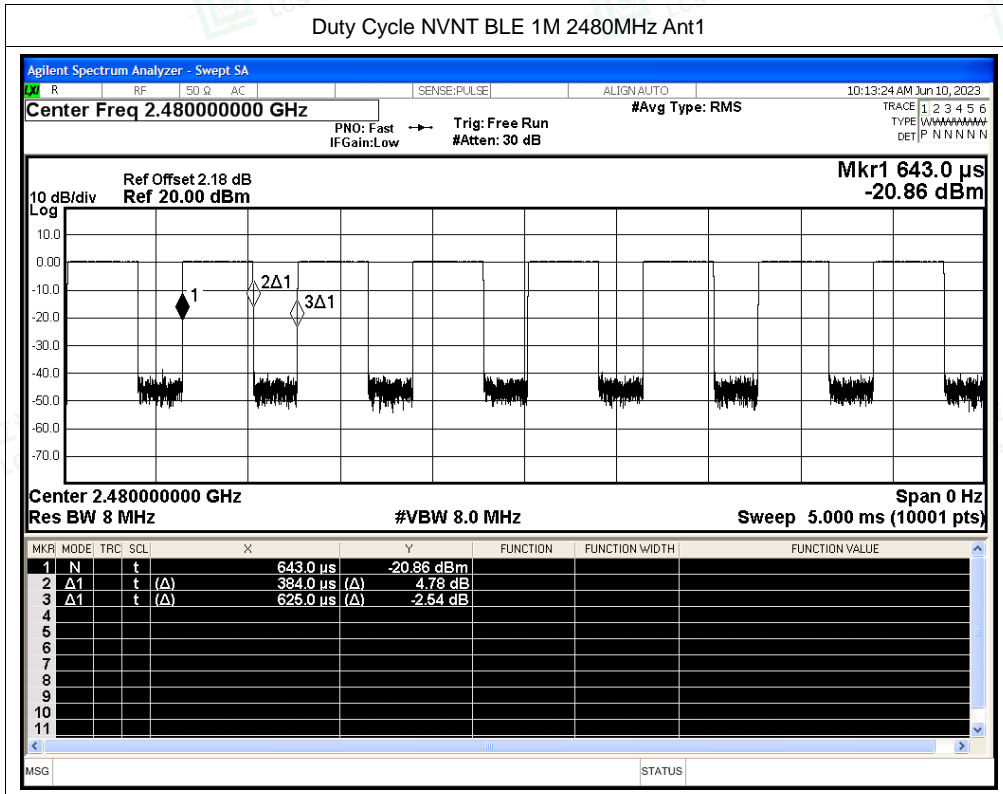 Duty Cycle NVNT BLE 1M 2480MHz Ant1
Agilent Spectrum Analyzer - Swept SA
LXI R RF 50 Ω AC SENSE:PULSE ALIGN AUTO 10:13:24 AM Jun 10, 2023
Center Freq 2.480000000 GHz #Avg Type: RMS TRACE 1 2 3 4 5 6
PNO: Fast Trig: Free Run TYPE WWWWWW
IFGain:Low #Atten: 30 dB DET P N N N N N
Mkr1 643.0 µs
Ref Offset 2.18 dB
10 dB/div Ref 20.00 dBm -20.86 dBm
Log
10.0
0.00
-10.0
-20.0
-30.0
-40.0
-50.0
-60.0
-70.0
1
2Δ1
3Δ1
Center 2.480000000 GHz Span 0 Hz
Res BW 8 MHz #VBW 8.0 MHz Sweep 5.000 ms (10001 pts)
MKR MODE TRC SCL X Y FUNCTION FUNCTION WIDTH FUNCTION VALUE
1 N t 643.0 µs -20.86 dBm
2 Δ1 t (Δ) 384.0 µs (Δ) 4.78 dB
3 Δ1 t (Δ) 625.0 µs (Δ) -2.54 dB
4
5
6
7
8
9
10
11
MSG STATUS